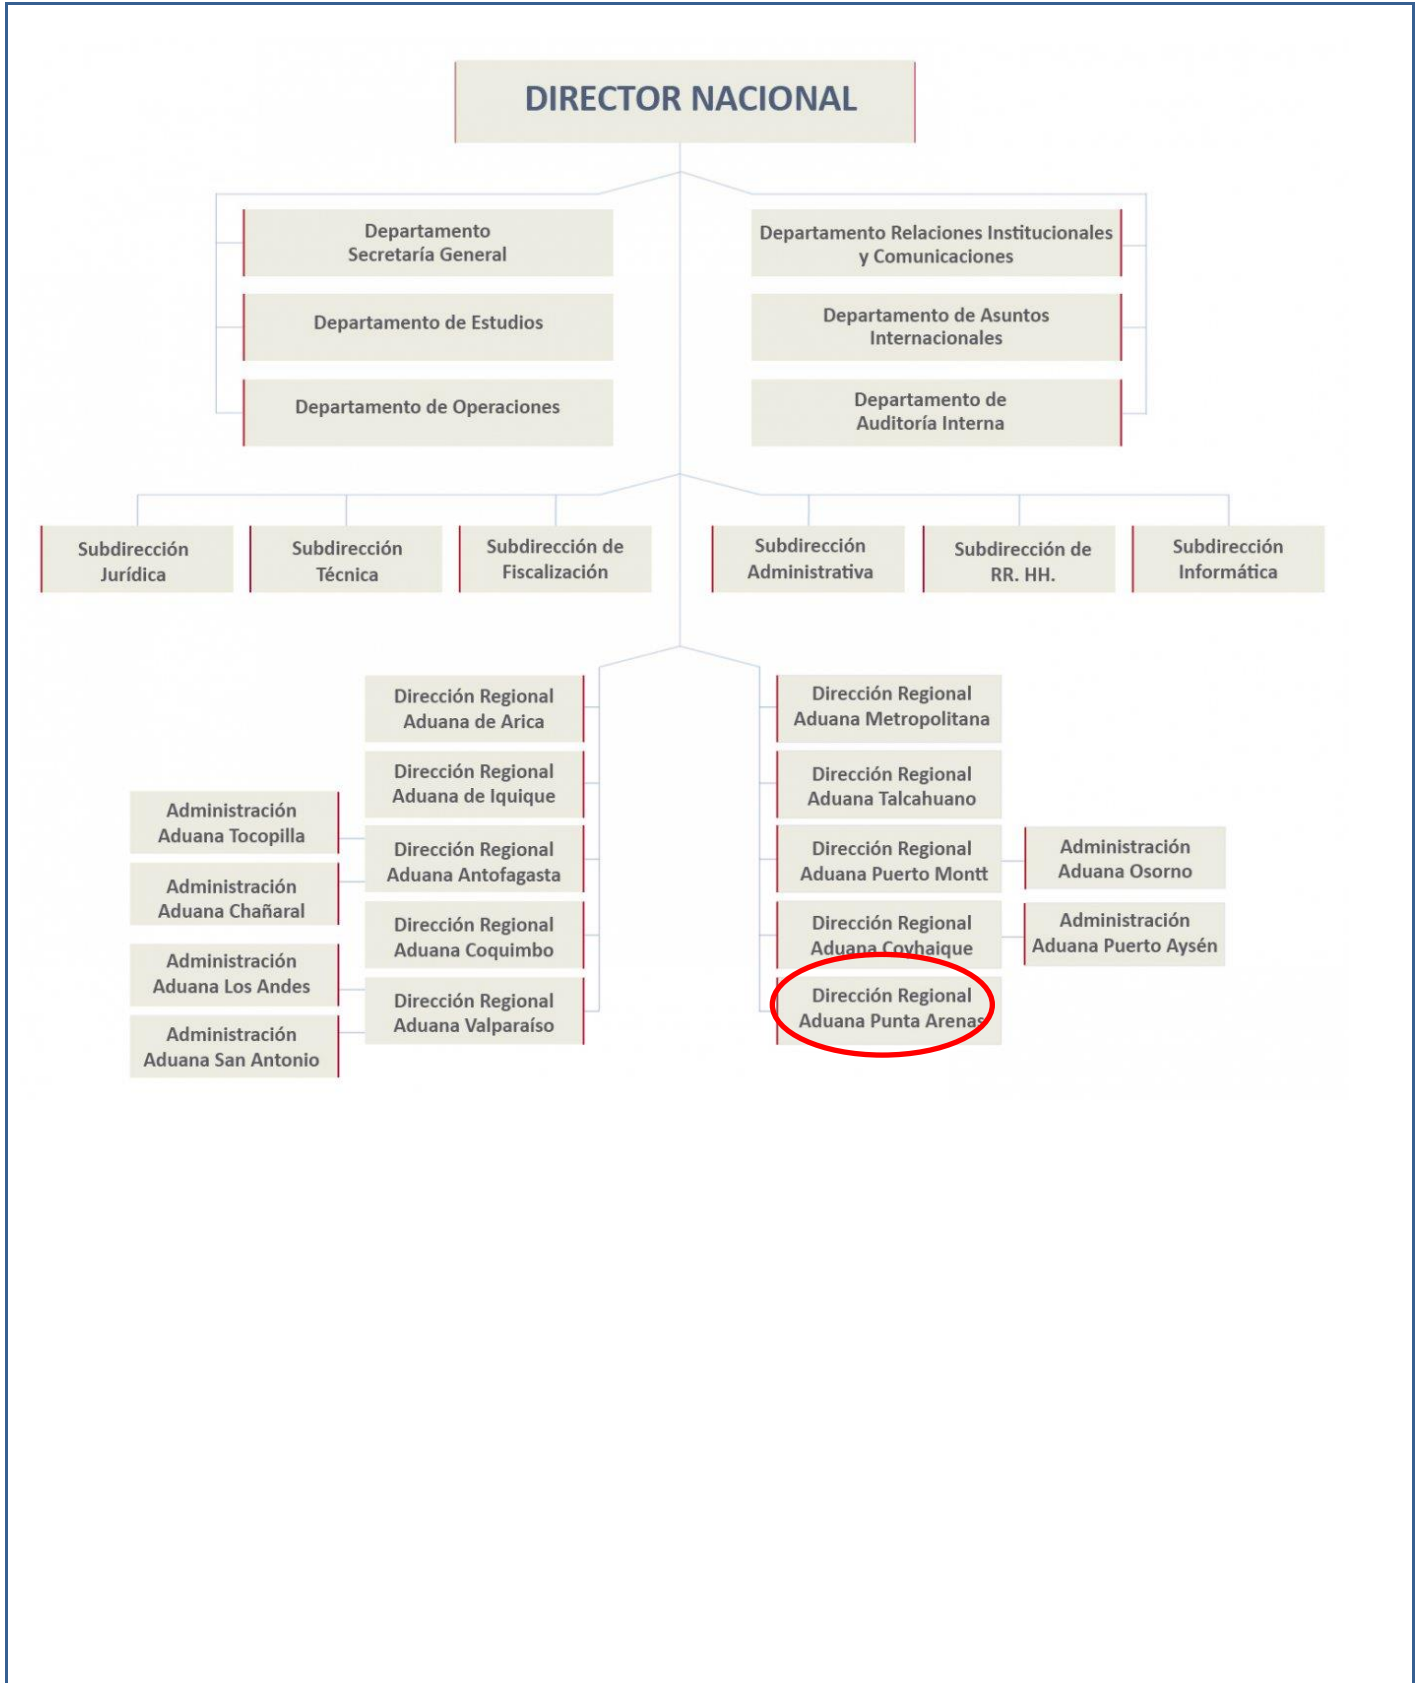 DIRECTOR NACIONAL
Departamento
Secretaría General
Departamento de Estudios
Departamento de Operaciones
Departamento Relaciones Institucionales
y Comunicaciones
Departamento de Asuntos
Internacionales
Departamento de
Auditoría Interna
Subdirección
Jurídica
Subdirección
Técnica
Subdirección de
Fiscalización
Subdirección
Administrativa
Subdirección de
RR. HH.
Subdirección
Informática
Dirección Regional
Aduana de Arica
Dirección Regional
Aduana de Iquique
Administración
Aduana Tocopilla
Administración
Aduana Chañaral
Dirección Regional
Aduana Antofagasta
Dirección Regional
Aduana Coquimbo
Administración
Aduana Los Andes
Administración
Aduana San Antonio
Dirección Regional
Aduana Valparaíso
Dirección Regional
Aduana Metropolitana
Dirección Regional
Aduana Talcahuano
Dirección Regional
Aduana Puerto Montt
Administración
Aduana Osorno
Dirección Regional
Aduana Coyhaique
Administración
Aduana Puerto Aysén
Dirección Regional
Aduana Punta Arenas